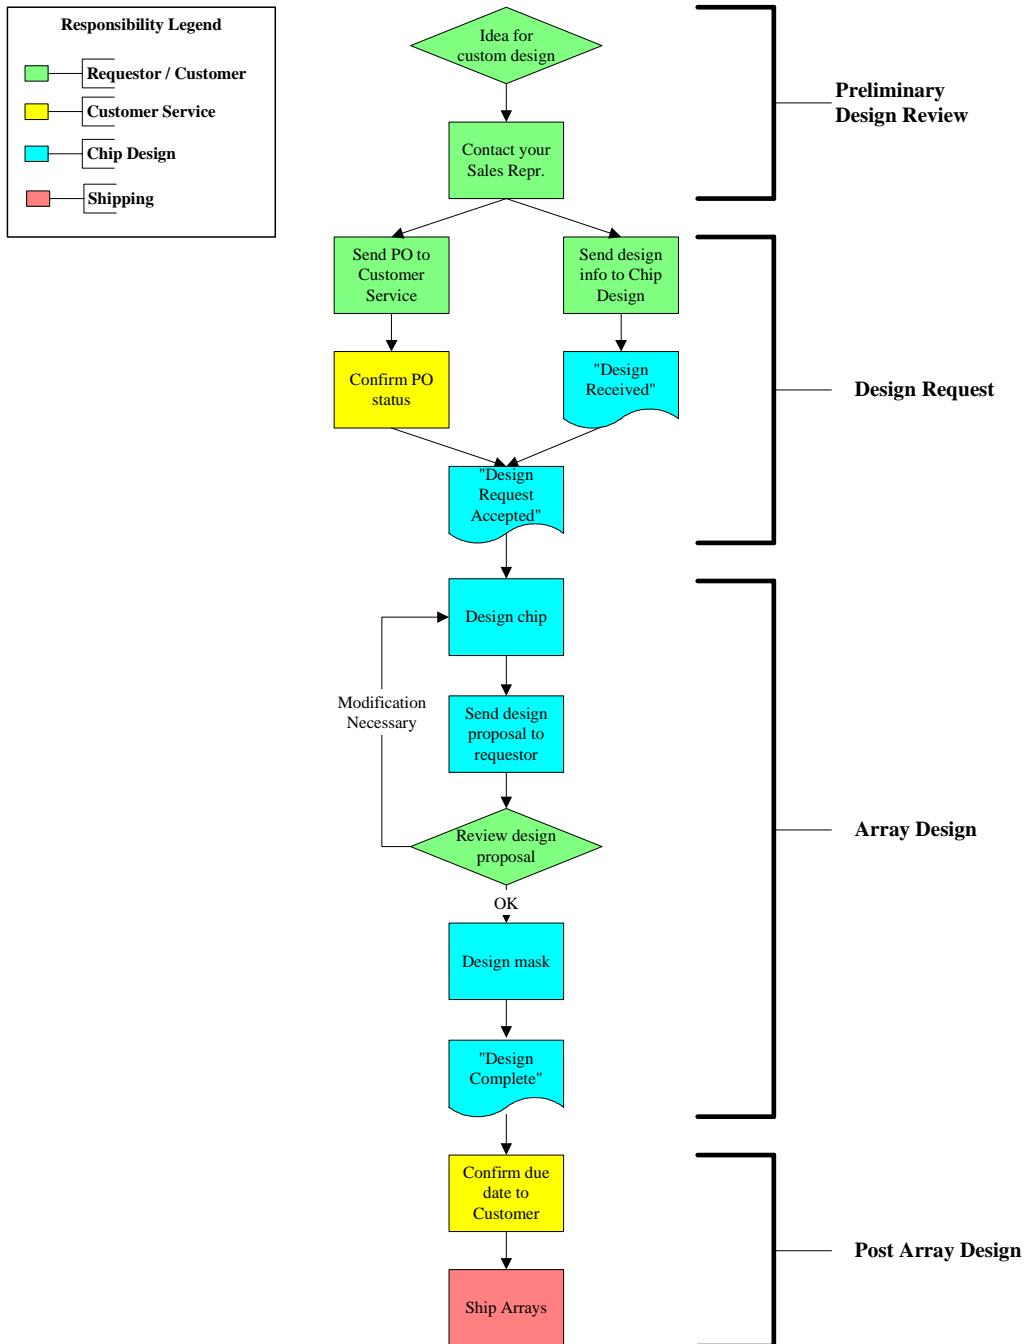 Responsibility Legend
Requestor / Customer
Customer Service
Chip Design
Shipping
Idea for
custom design
Contact your
Sales Repr.
Preliminary
Design Review
Send PO to
Customer
Service
Send design
info to Chip
Design
Confirm PO
status
"Design
Received"
Design Request
"Design
Request
Accepted"
Design chip
Modification
Necessary
Send design
proposal to
requestor
Review design
proposal
Array Design
OK
Design mask
"Design
Complete"
Confirm due
date to
Customer
Post Array Design
Ship Arrays